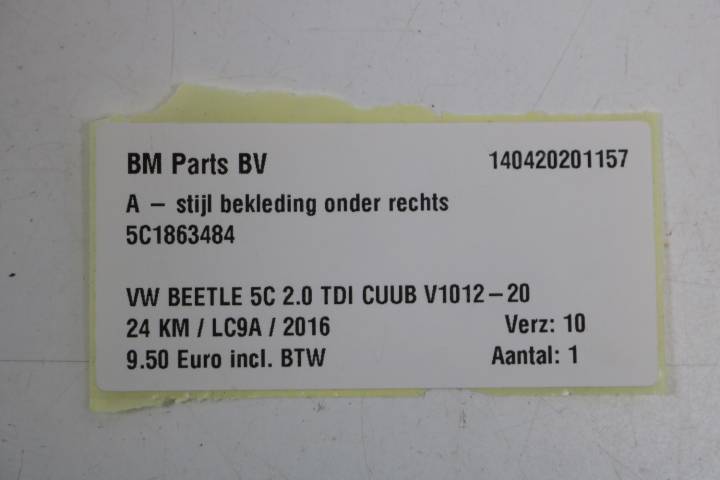 BM Parts BV 140420201157
A – stijl bekleding onder rechts
5C1863484
VW BEETLE 5C 2.0 TDI CUUB V1012–20
24 KM / LC9A / 2016 Verz: 10
9.50 Euro incl. BTW Aantal: 1